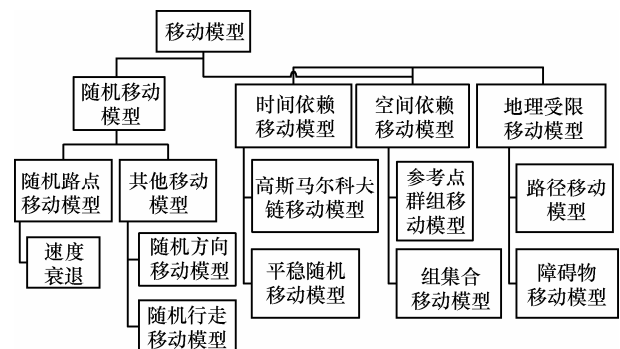 移动模型
随机移动
模型
时间依赖
移动模型
空间依赖
移动模型
地理受限
移动模型
随机路点
移动模型
其他移动
模型
高斯马尔科夫
链移动模型
参考点
群组移
动模型
路径移动
模型
速度
衰退
随机方向
移动模型
平稳随机
移动模型
组集合
移动模型
障碍物
移动模型
随机行走
移动模型